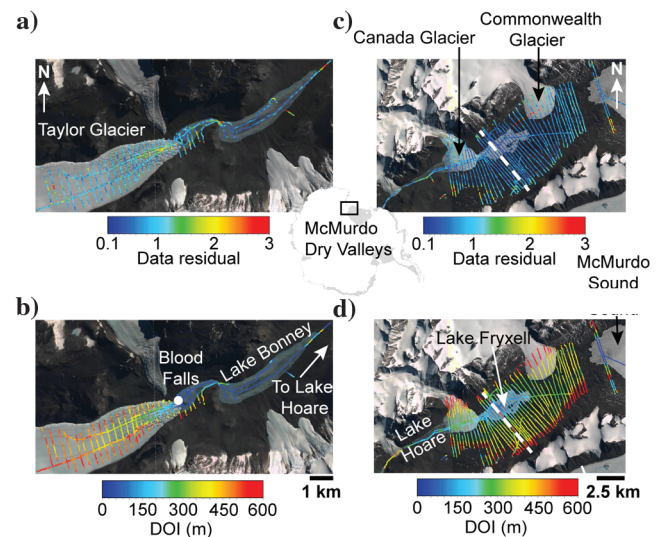 a)
N
Taylor Glacier
0.1 1 2 3
Data residual
c)
Commonwealth
Glacier
Canada Glacier
N
0.1 1 2 3
Data residual
McMurdo
Dry Valleys
McMurdo
Sound
b)
Blood
Falls
Lake Bonney
To Lake
Hoare
1 km
0 150 300 450 600
DOI (m)
d)
Lake Fryxell
Lake
Hoare
2.5 km
0 150 300 450 600
DOI (m)